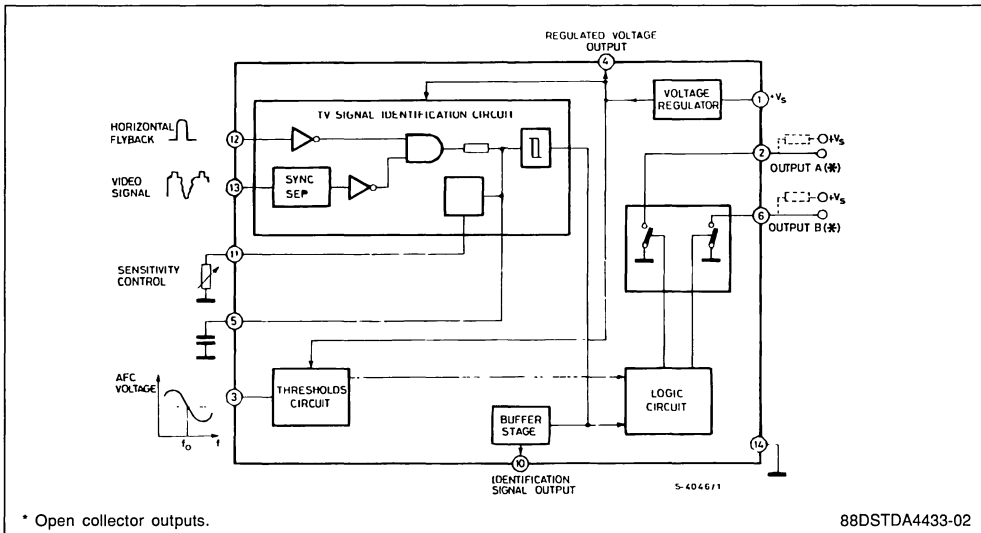 REGULATED VOLTAGE
OUTPUT
4
VOLTAGE
REGULATOR
1
+Vs
TV SIGNAL IDENTIFICATION CIRCUIT
HORIZONTAL
FLYBACK
12
2
+Vs
OUTPUT A (*)
VIDEO
SIGNAL
13
SYNC
SEP
6
+Vs
OUTPUT B (*)
11
SENSITIVITY
CONTROL
5
AFC
VOLTAGE
fo
f
3
THRESHOLDS
CIRCUIT
LOGIC
CIRCUIT
BUFFER
STAGE
14
10
IDENTIFICATION
SIGNAL OUTPUT
S-4046/1
* Open collector outputs.
88DSTDA4433-02